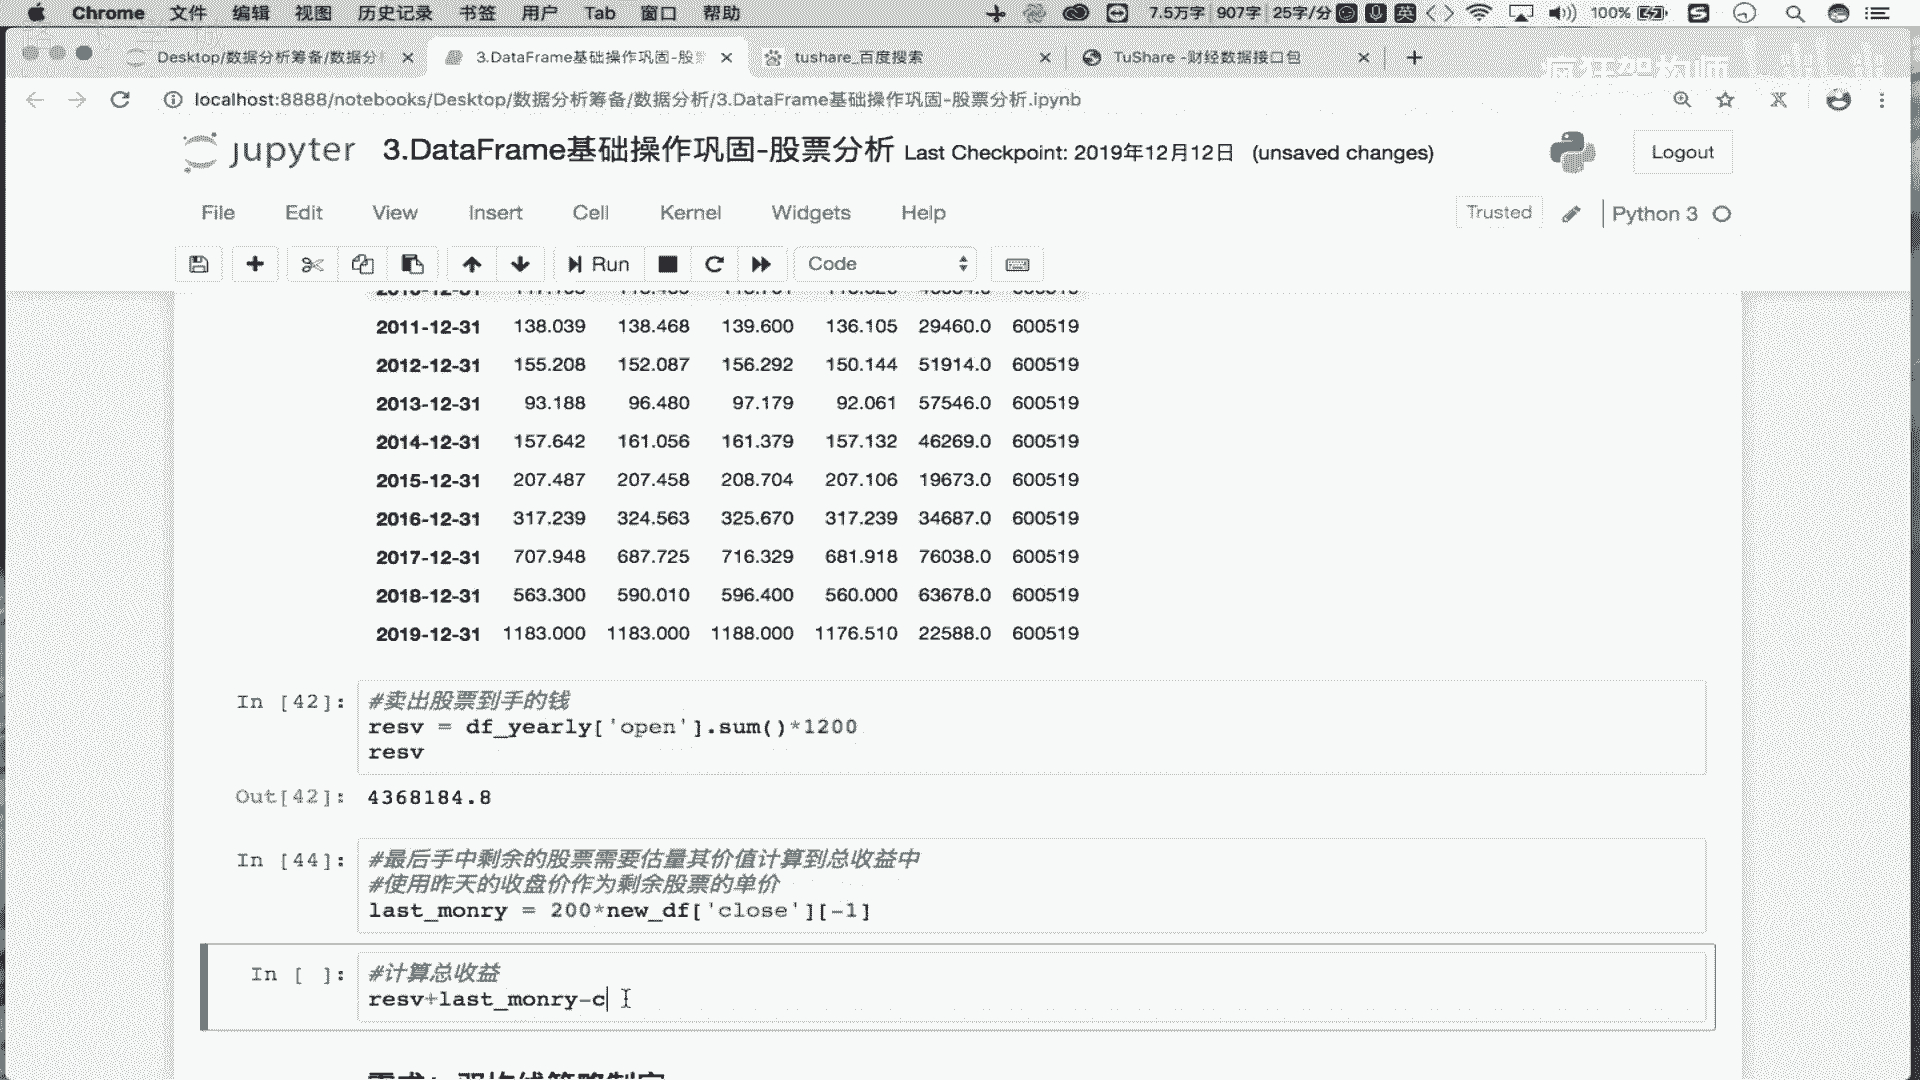 Chrome 文件 编辑 视图 历史记录 书签 用户 Tab 窗口 帮助 7.5万字 907字 25字/分 英 100%
Desktop/数据分析筹备/数据分 3.DataFrame基础操作巩固-股 tushare_百度搜索 TuShare -财经数据接口包
疯狂架构师
localhost:8888/notebooks/Desktop/数据分析筹备/数据分析/3.DataFrame基础操作巩固-股票分析.ipynb
jupyter 3.DataFrame基础操作巩固-股票分析 Last Checkpoint: 2019年12月12日 (unsaved changes) Logout
File Edit View Insert Cell Kernel Widgets Help Trusted Python 3
Run Code
2011-12-31 138.039 138.468 139.600 136.105 29460.0 600519
2012-12-31 155.208 152.087 156.292 150.144 51914.0 600519
2013-12-31 93.188 96.480 97.179 92.061 57546.0 600519
2014-12-31 157.642 161.056 161.379 157.132 46269.0 600519
2015-12-31 207.487 207.458 208.704 207.106 19673.0 600519
2016-12-31 317.239 324.563 325.670 317.239 34687.0 600519
2017-12-31 707.948 687.725 716.329 681.918 76038.0 600519
2018-12-31 563.300 590.010 596.400 560.000 63678.0 600519
2019-12-31 1183.000 1183.000 1188.000 1176.510 22588.0 600519
In [42]: #卖出股票到手的钱
resv = df_yearly['open'].sum()*1200
resv
Out[42]: 4368184.8
In [44]: #最后手中剩余的股票需要估量其价值计算到总收益中
#使用昨天的收盘价作为剩余股票的单价
last_monry = 200*new_df['close'][-1]
In [ ]: #计算总收益
resv+last_monry-c